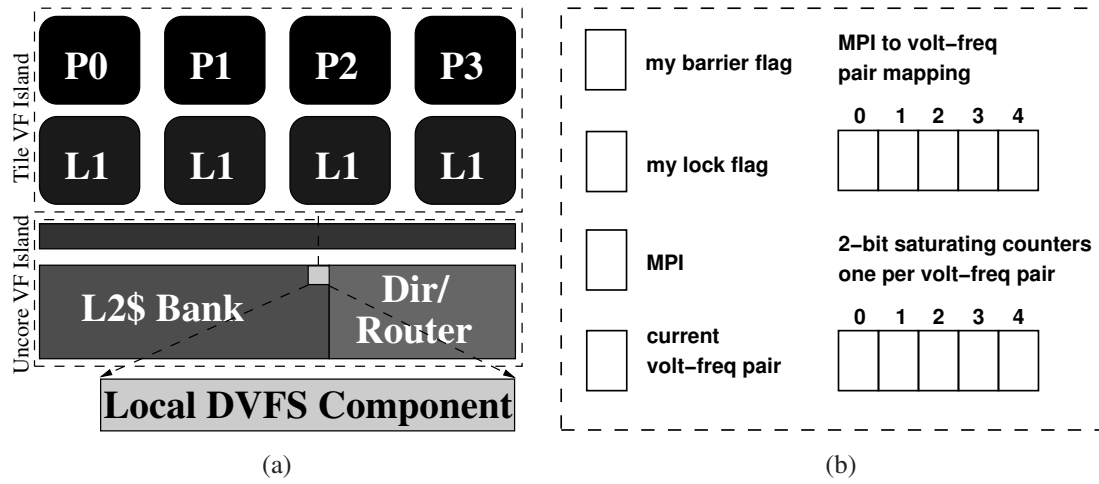 Tile VF Island
P0 P1 P2 P3
L1 L1 L1 L1
Uncore VF Island
L2$ Bank
Dir/
Router
Local DVFS Component
(a)
my barrier flag
my lock flag
MPI
current
volt−freq pair
MPI to volt−freq
pair mapping
0 1 2 3 4
2−bit saturating counters
one per volt−freq pair
0 1 2 3 4
(b)